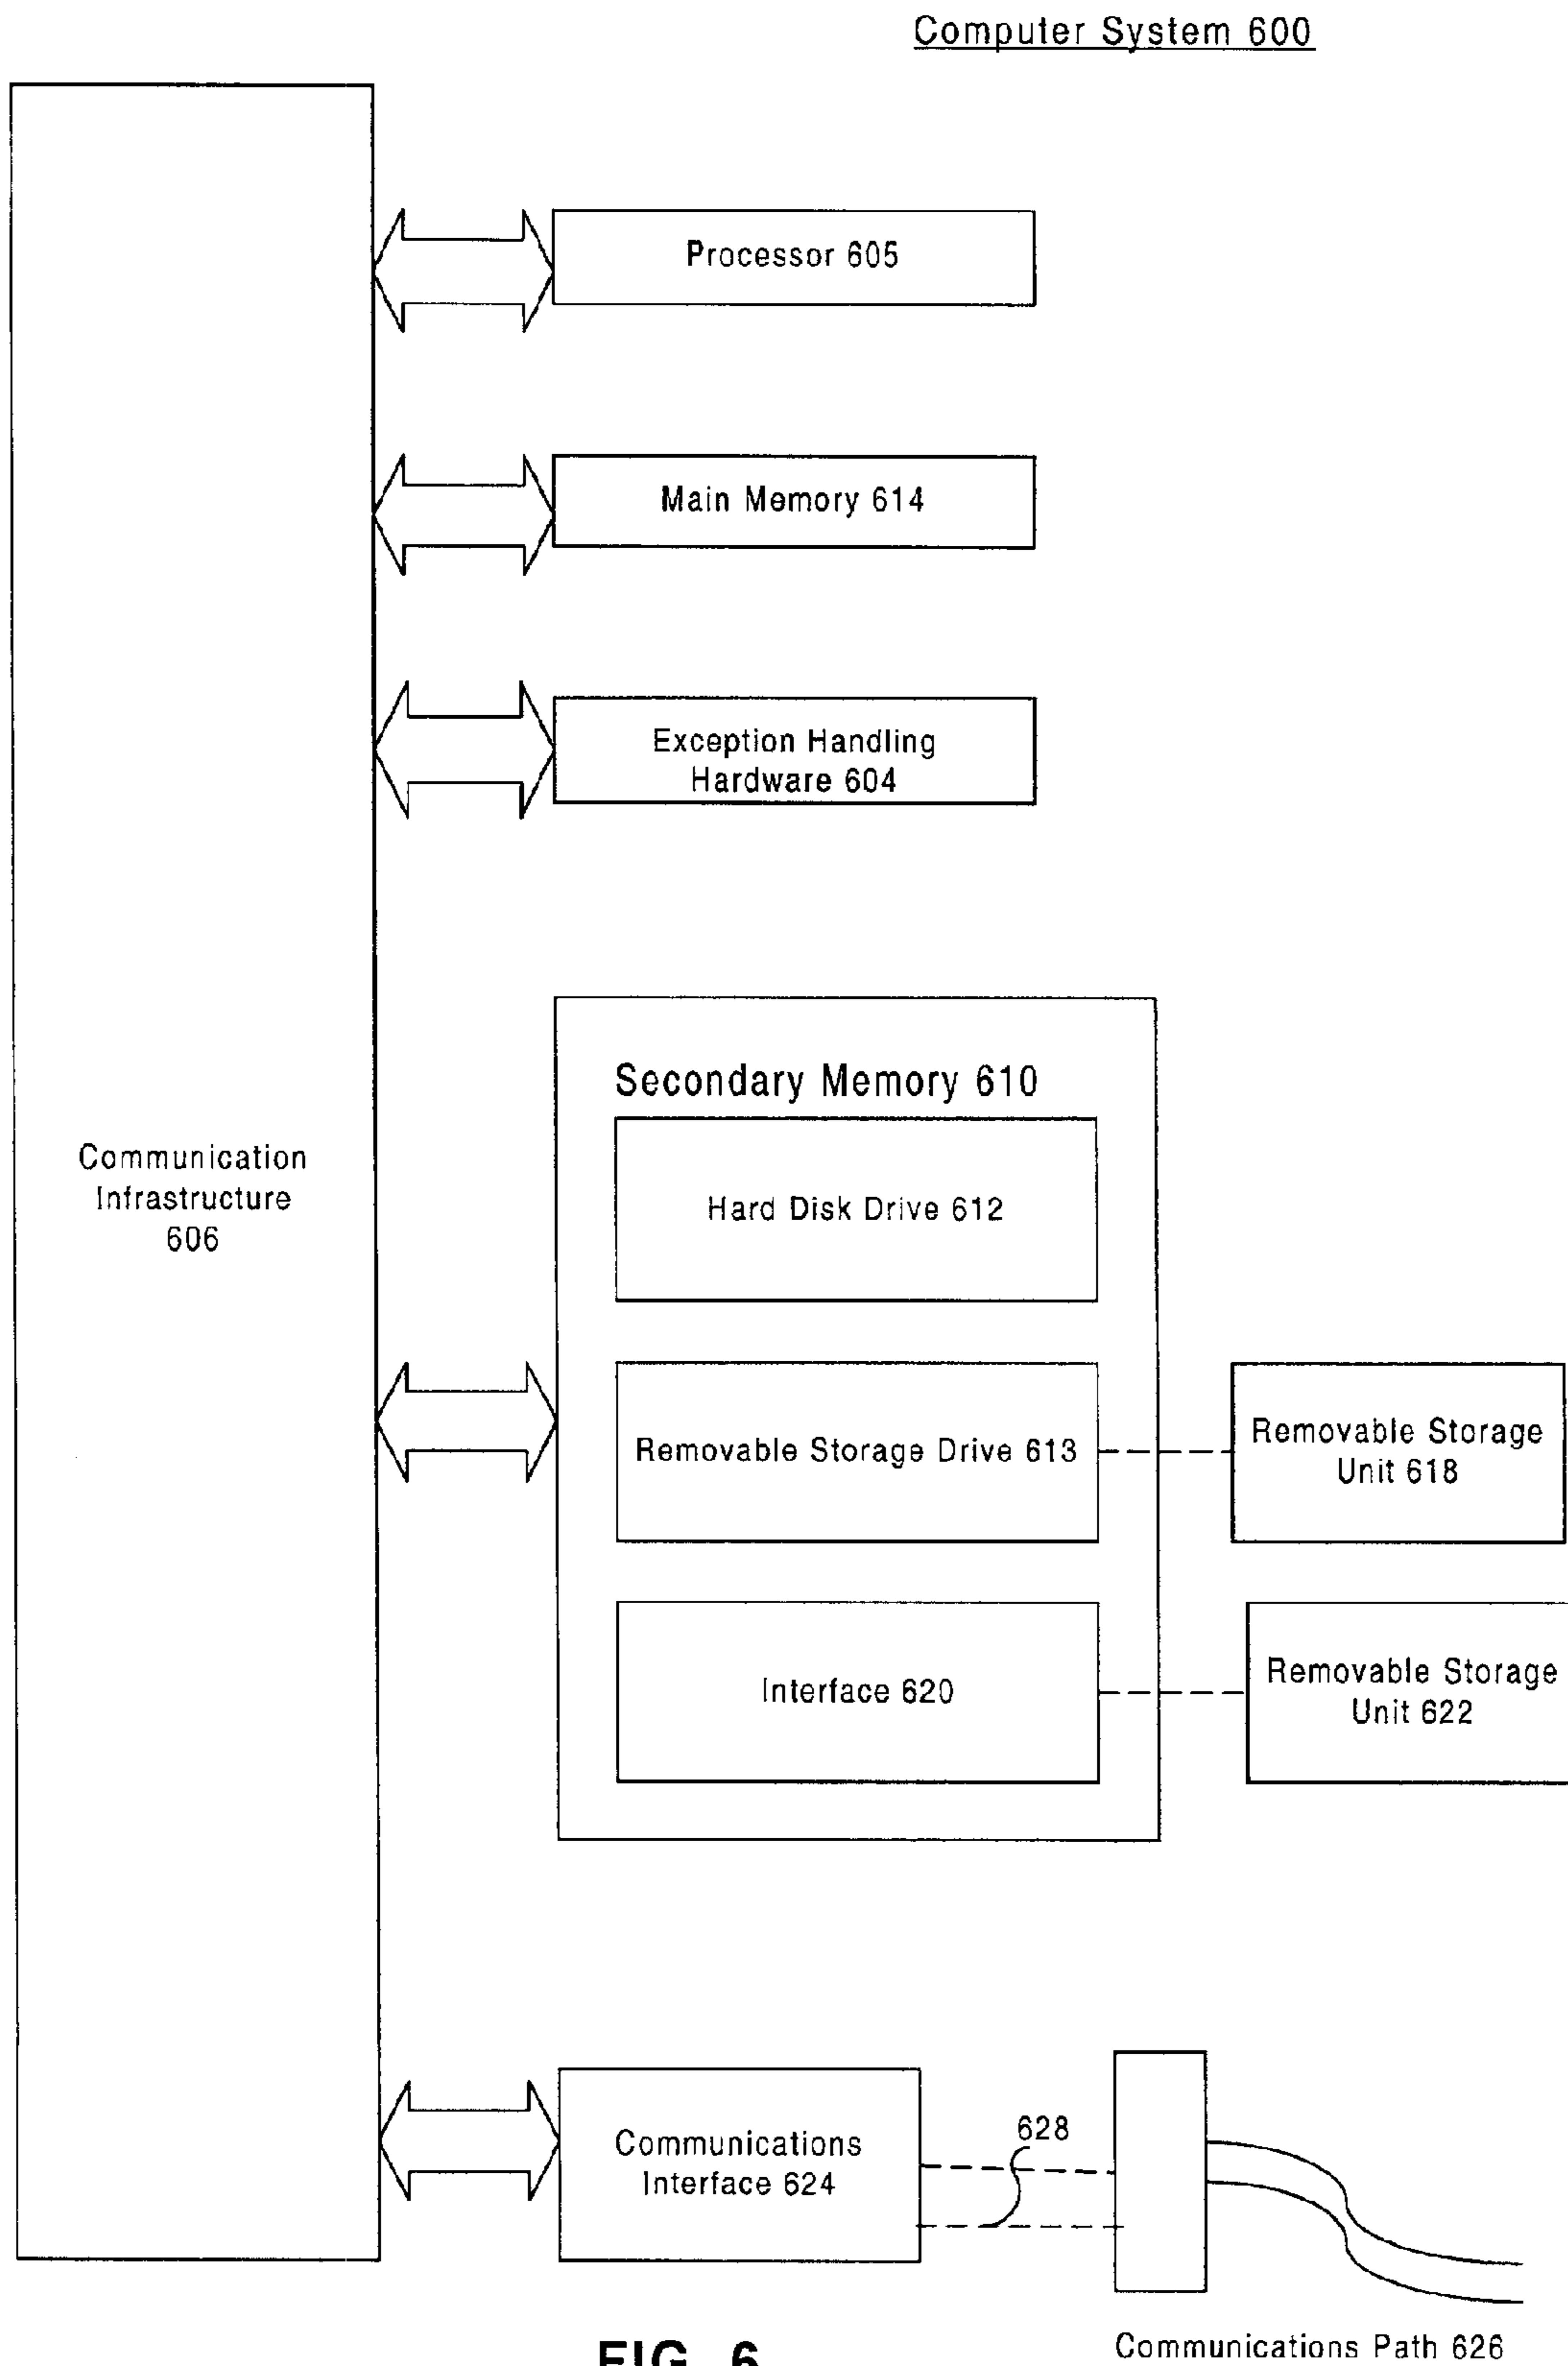 Computer System 600
Processor 605
Main Memory 614
Exception Handling
Hardware 604
Secondary Memory 610
Communication
Infrastructure
606
Hard Disk Drive 612
Removable Storage Drive 613
Removable Storage
Unit 618
Interface 620
Removable Storage
Unit 622
Communications
Interface 624
628
Communications Path 626
FIG. 6